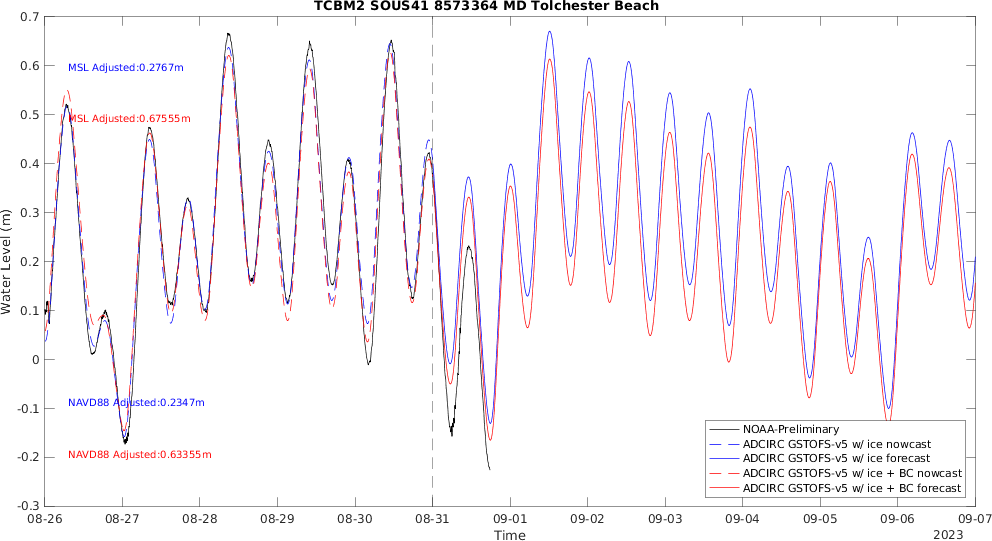 TCBM2 SOUS41 8573364 MD Tolchester Beach
0.7
0.6
0.5
0.4
0.3
0.2
0.1
0
-0.1
-0.2
-0.3
Water Level (m)
MSL Adjusted:0.2767m
MSL Adjusted:0.67555m
NAVD88 Adjusted:0.2347m
NAVD88 Adjusted:0.63355m
NOAA-Preliminary
ADCIRC GSTOFS-v5 w/ ice nowcast
ADCIRC GSTOFS-v5 w/ ice forecast
ADCIRC GSTOFS-v5 w/ ice + BC nowcast
ADCIRC GSTOFS-v5 w/ ice + BC forecast
08-26 08-27 08-28 08-29 08-30 08-31 09-01 09-02 09-03 09-04 09-05 09-06 09-07
Time
2023